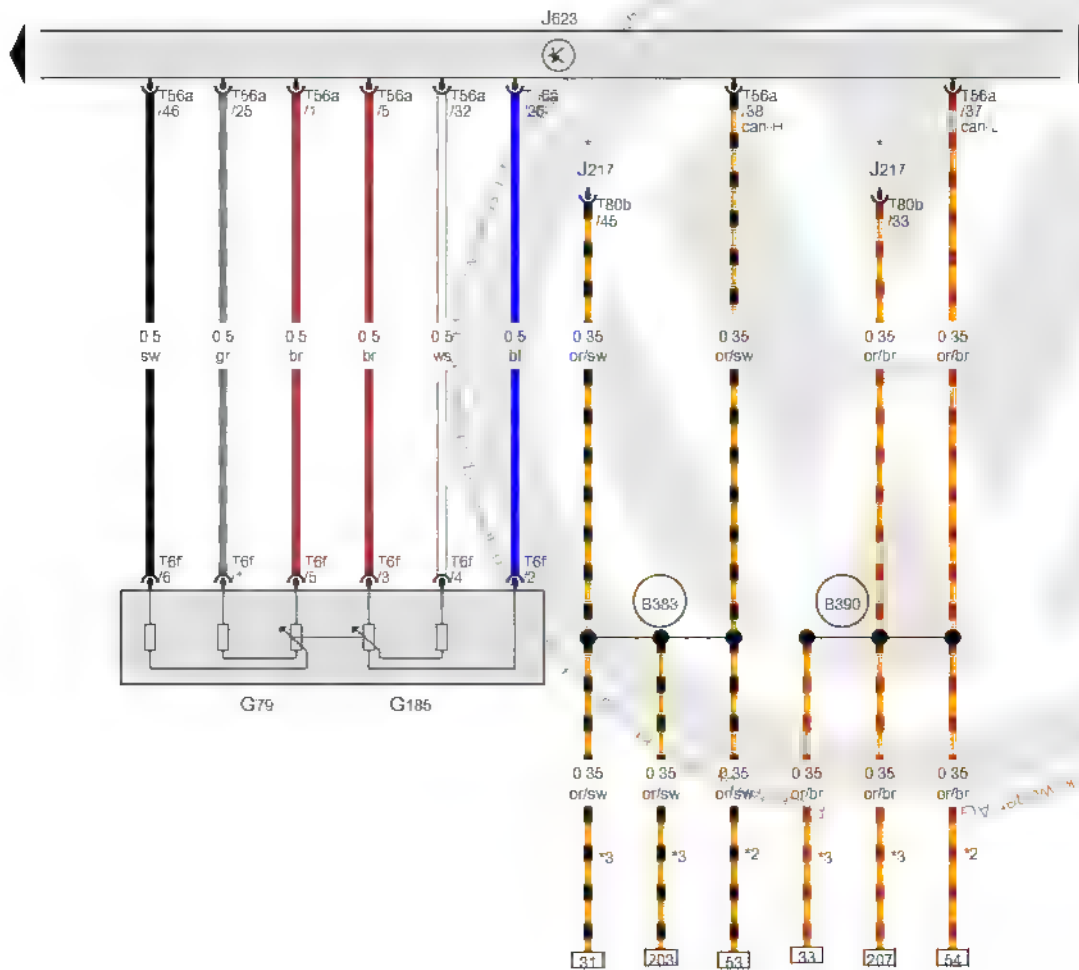 J623
K
T56a T56a T56a T56a T56a T56a T56a
/46 /25 /1 /5 /32 /38 /37
can-H can-L
* *
J217 J217
T80b T80b
/45 /33
0 5 0 5 0 5 0 5 0 5 0 5 0 35 0 35 0 35 0 35
sw gr br br ws bl or/sw or/sw or/br or/br
T6f T6f T6f T6f T6f T6f
/6 /5 /3 /4 /2
B383 B390
G79 G185
0 35 0 35 0 35 0 35 0 35 0 35
or/sw or/sw or/sw or/br or/br or/br
*3 *3 *2 *3 *3 *2
31 203 53 33 207 54